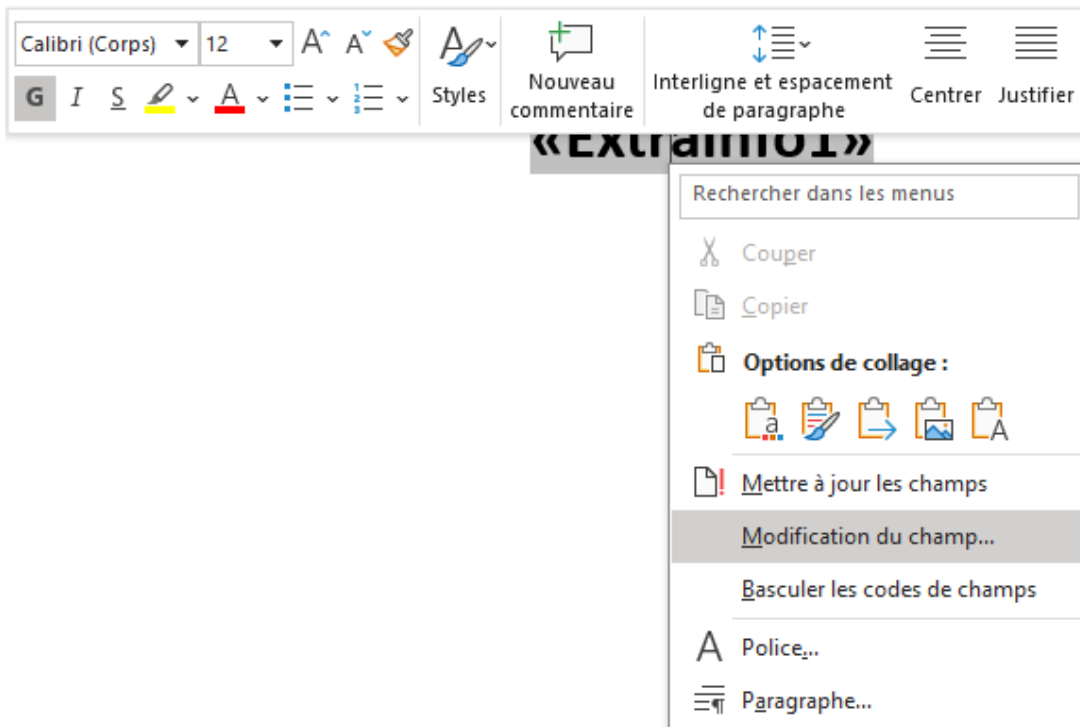 Calibri (Corps) 12 A A
G I S A
Styles
Nouveau
commentaire
Interligne et espacement
de paragraphe
Centrer
Justifier
«ExtraInfo1»
Rechercher dans les menus
Couper
Copier
Options de collage :
Mettre à jour les champs
Modification du champ...
Basculer les codes de champs
Police...
Paragraphe...